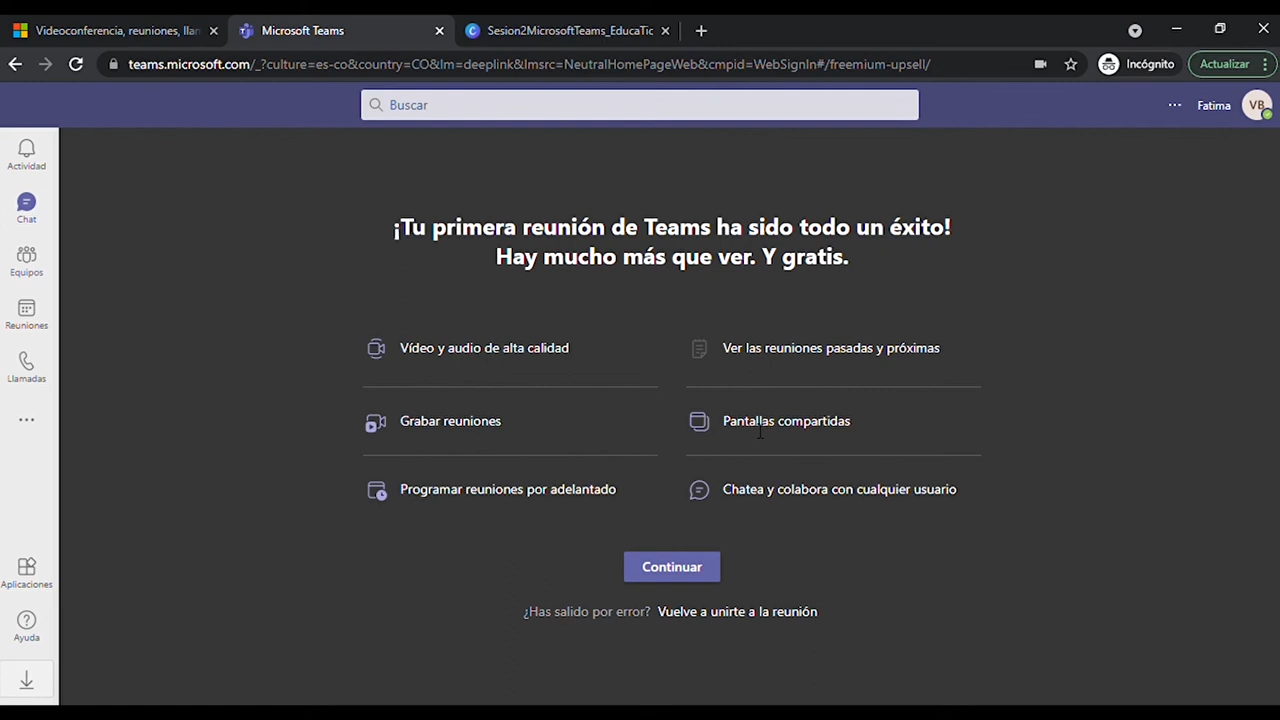 Videoconferencia, reuniones, llan
Microsoft Teams
Sesion2MicrosoftTeams_EducaTic
teams.microsoft.com/_?culture=es-co&country=CO&lm=deeplink&lmsrc=NeutralHomePageWeb&cmpid=WebSignIn#/freemium-upsell/
Incógnito
Actualizar
Buscar
Fatima
VB
Actividad
Chat
Equipos
Reuniones
Llamadas
Aplicaciones
Ayuda
¡Tu primera reunión de Teams ha sido todo un éxito!
Hay mucho más que ver. Y gratis.
Vídeo y audio de alta calidad
Ver las reuniones pasadas y próximas
Grabar reuniones
Pantallas compartidas
Programar reuniones por adelantado
Chatea y colabora con cualquier usuario
Continuar
¿Has salido por error? Vuelve a unirte a la reunión